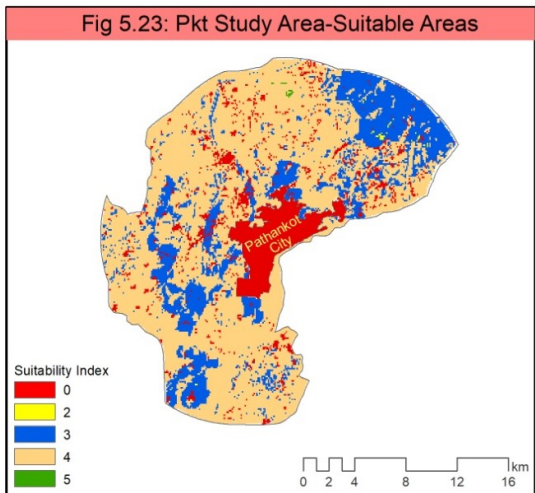 Fig 5.23: Pkt Study Area-Suitable Areas
Pathankot
City
Suitability Index
0
2
3
4
5
km
0 2 4 8 12 16